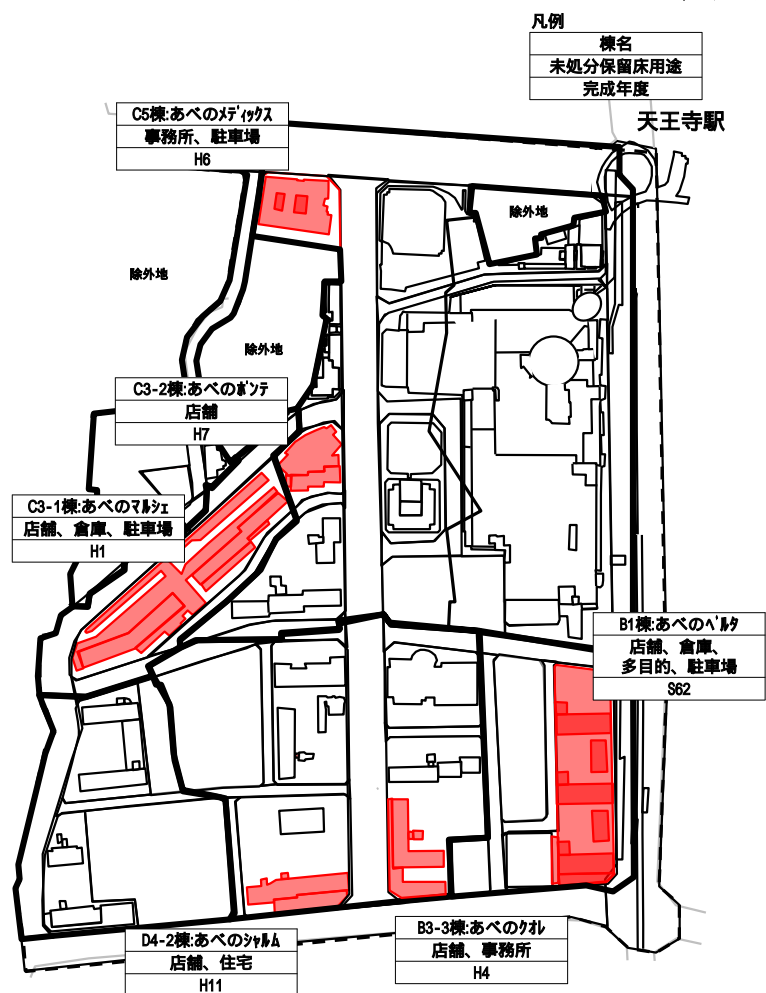 凡例
棟名
未処分保留床用途
完成年度
天王寺駅
C5棟:あべのメディックス
事務所、駐車場
H6
除外地
除外地
除外地
C3-2棟:あべのポンテ
店舗
H7
C3-1棟:あべのマルシェ
店舗、倉庫、駐車場
H1
B1棟:あべのベルタ
店舗、倉庫、
多目的、駐車場
S62
D4-2棟:あべのシャルム
店舗、住宅
H11
B3-3棟:あべのクオレ
店舗、事務所
H4